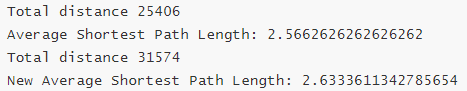 Total distance 25406
Average Shortest Path Length: 2.5662626262626262
Total distance 31574
New Average Shortest Path Length: 2.6333611342785654